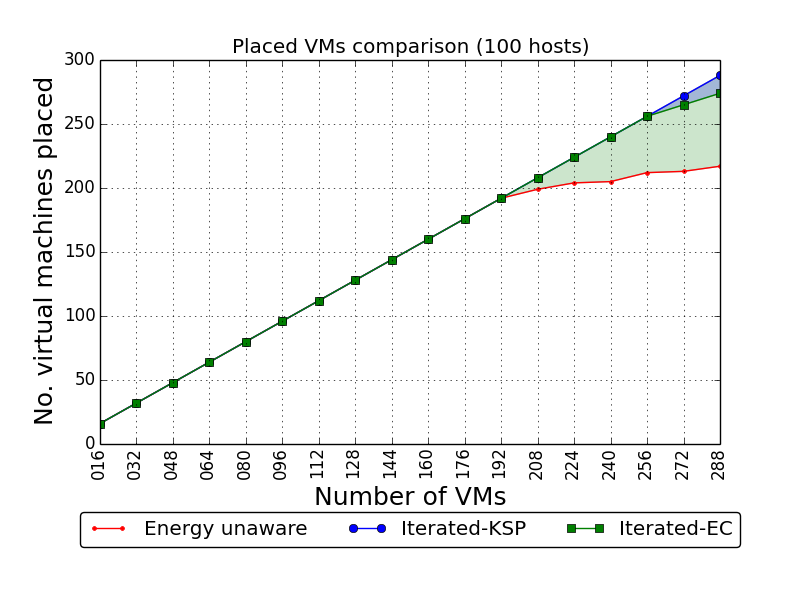 Placed VMs comparison (100 hosts)
No. virtual machines placed
300
250
200
150
100
50
0
016 032 048 064 080 096 112 128 144 160 176 192 208 224 240 256 272 288
Number of VMs
Energy unaware Iterated-KSP Iterated-EC